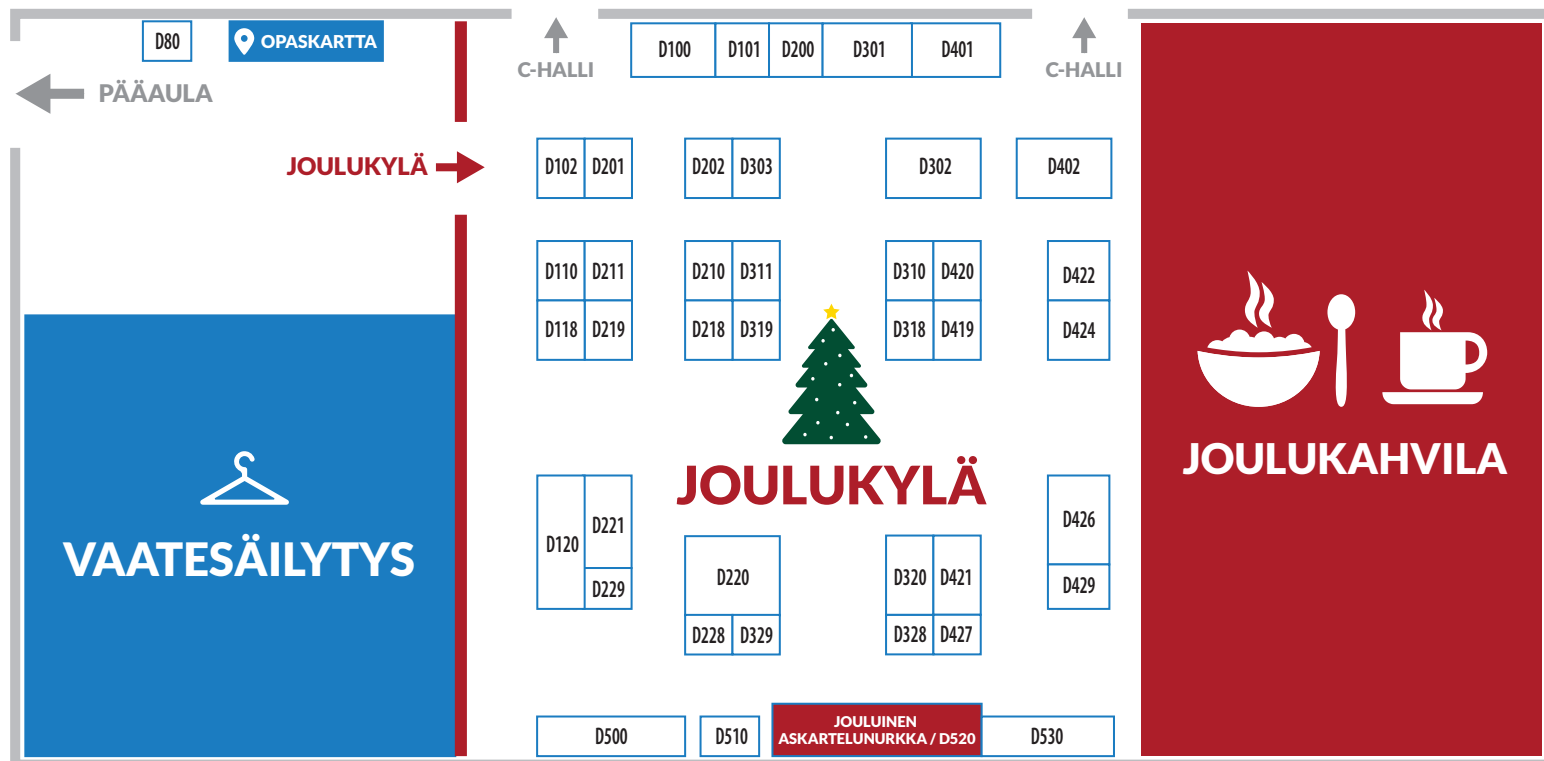 D80
OPASKARTTA
PÄÄAULA
C-HALLI
D100 D101 D200 D301 D401
C-HALLI
JOULUKYLÄ
D102 D201 D202 D303 D302 D402
D110 D211 D210 D311 D310 D420 D422
D118 D219 D218 D319 D318 D419 D424
JOULUKYLÄ
JOULUKAHVILA
VAATESÄILYTYS
D120 D221 D229
D220
D228 D329
D320 D421
D328 D427
D426
D429
D500 D510
JOULUINEN
ASKARTELUNURKKA / D520
D530